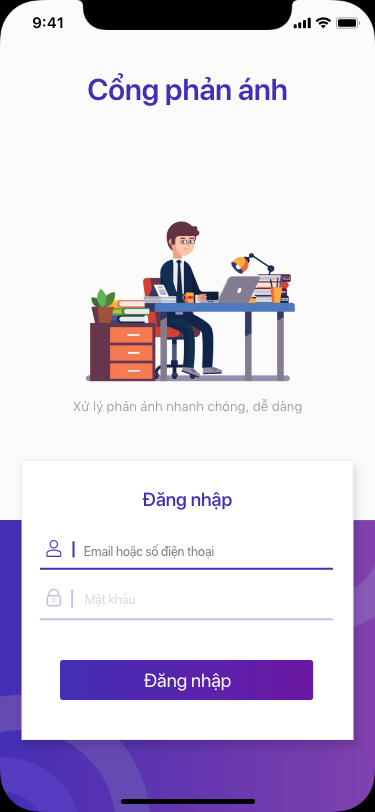 9:41
Cổng phản ánh
Xử lý phản ánh nhanh chóng, dễ dàng
Đăng nhập
Email hoặc số điện thoại
Mật khẩu
Đăng nhập